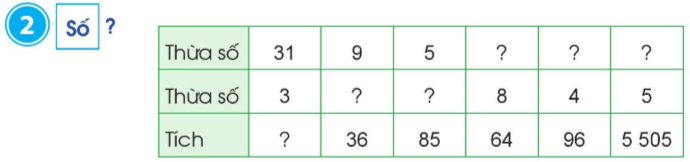 2 Số ?
Thừa số 31 9 5 ? ? ?
Thừa số 3 ? ? 8 4 5
Tích ? 36 85 64 96 5 505